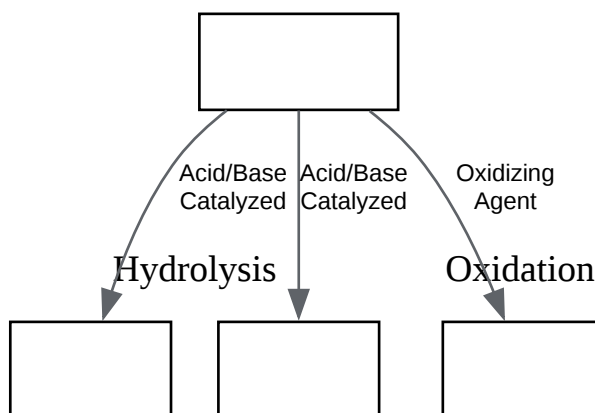 Acid/Base
Catalyzed
Acid/Base
Catalyzed
Oxidizing
Agent
Hydrolysis
Oxidation